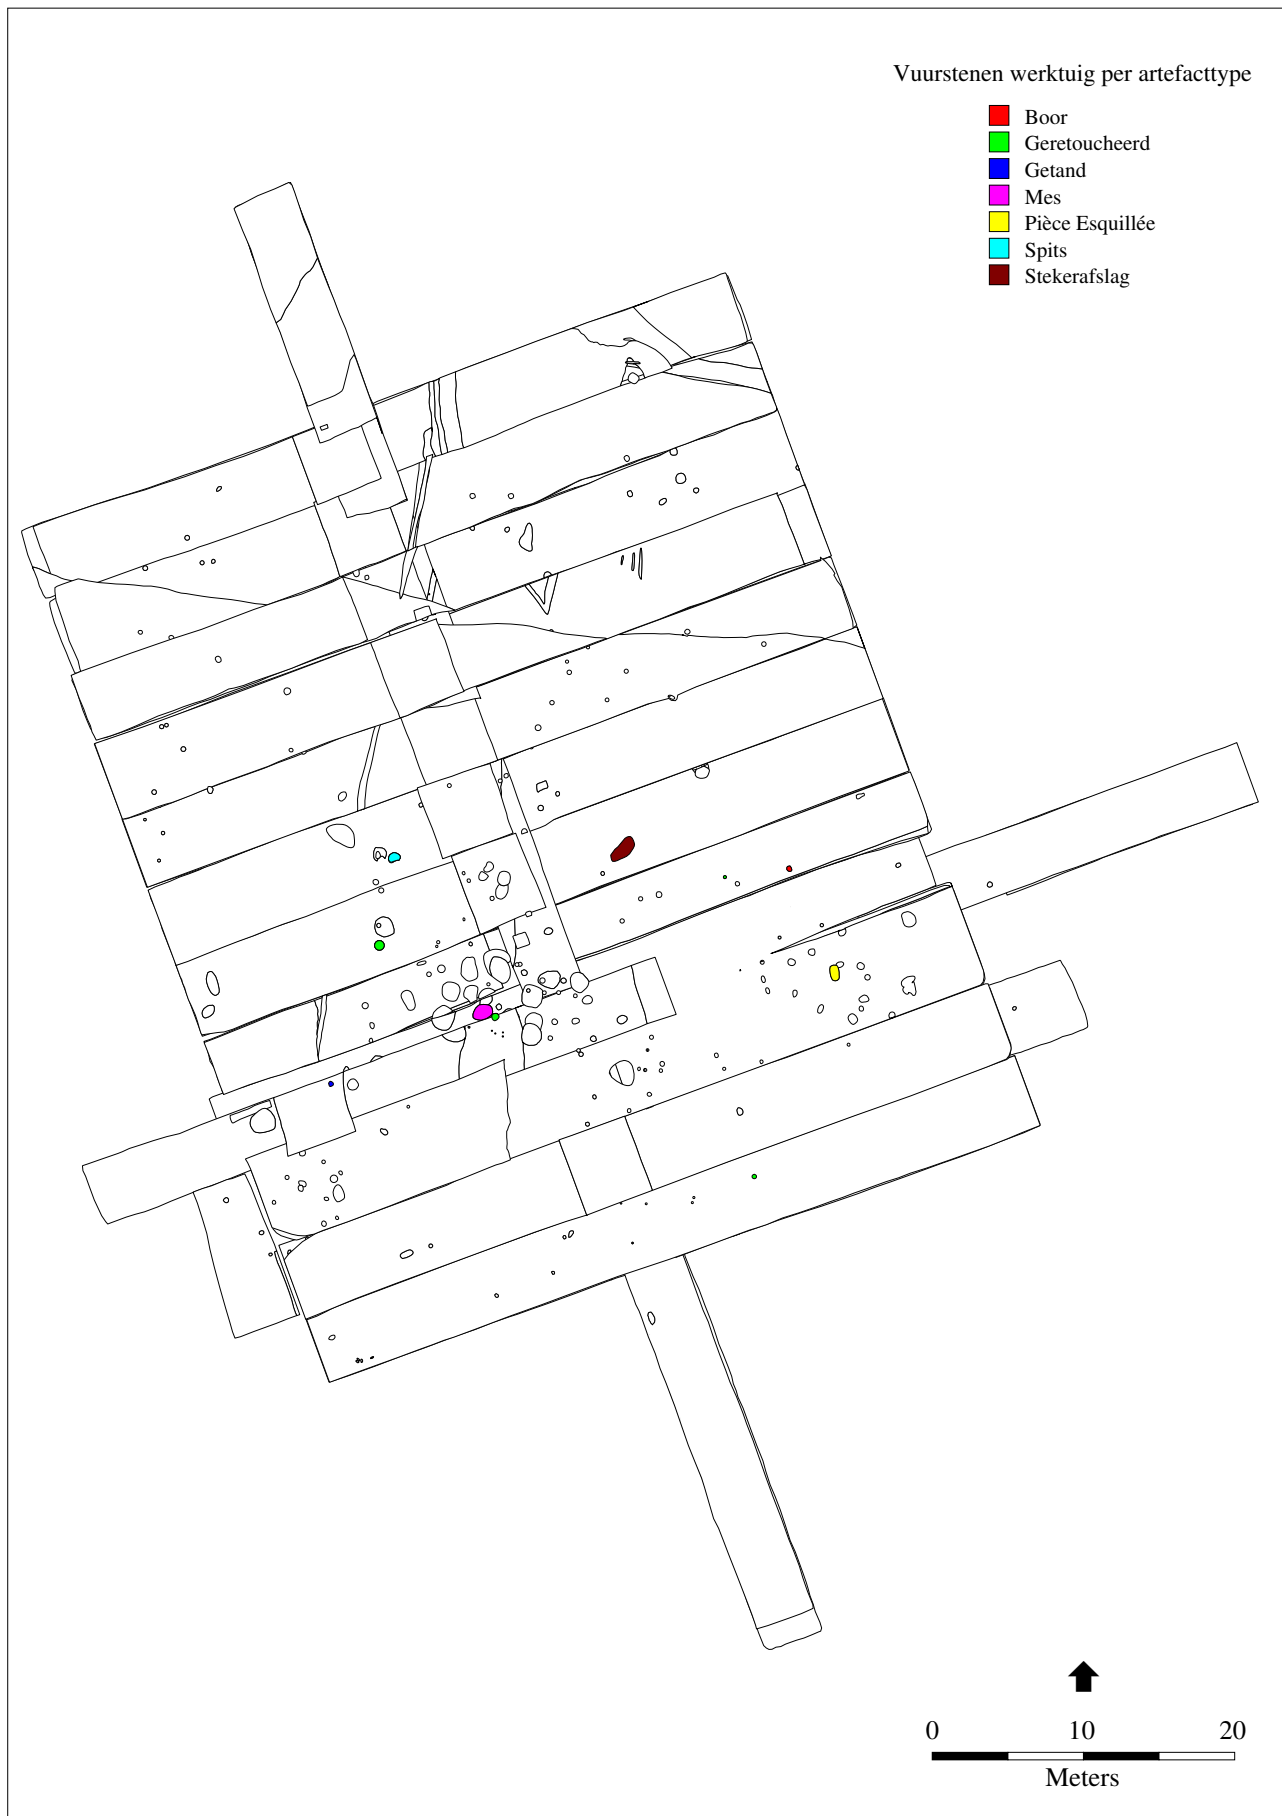 Vuurstenen werktuig per artefacttype
Boor
Geretoucheerd
Getand
Mes
Pièce Esquillée
Spits
Stekerafslag
0 10 20
Meters